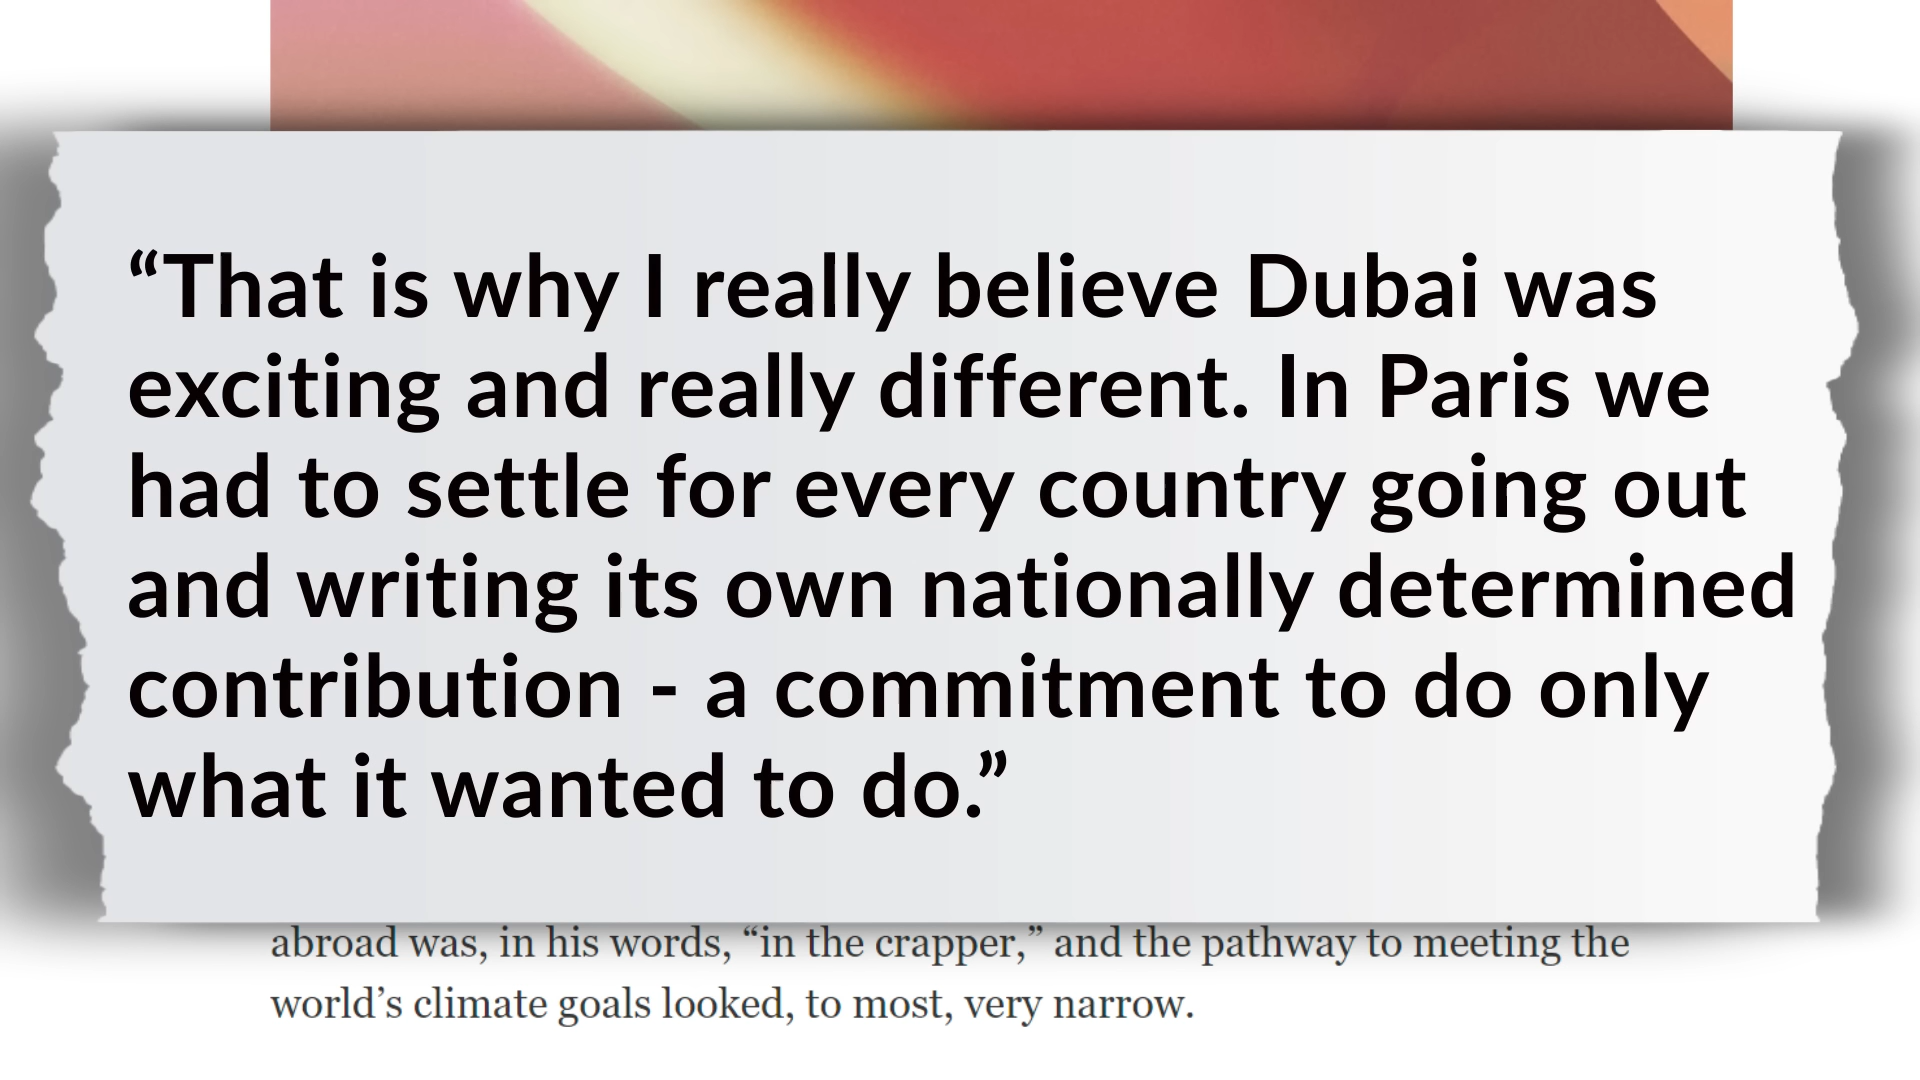 “That is why I really believe Dubai was
exciting and really different. In Paris we
had to settle for every country going out
and writing its own nationally determined
contribution - a commitment to do only
what it wanted to do.”
abroad was, in his words, “in the crapper,” and the pathway to meeting the
world’s climate goals looked, to most, very narrow.